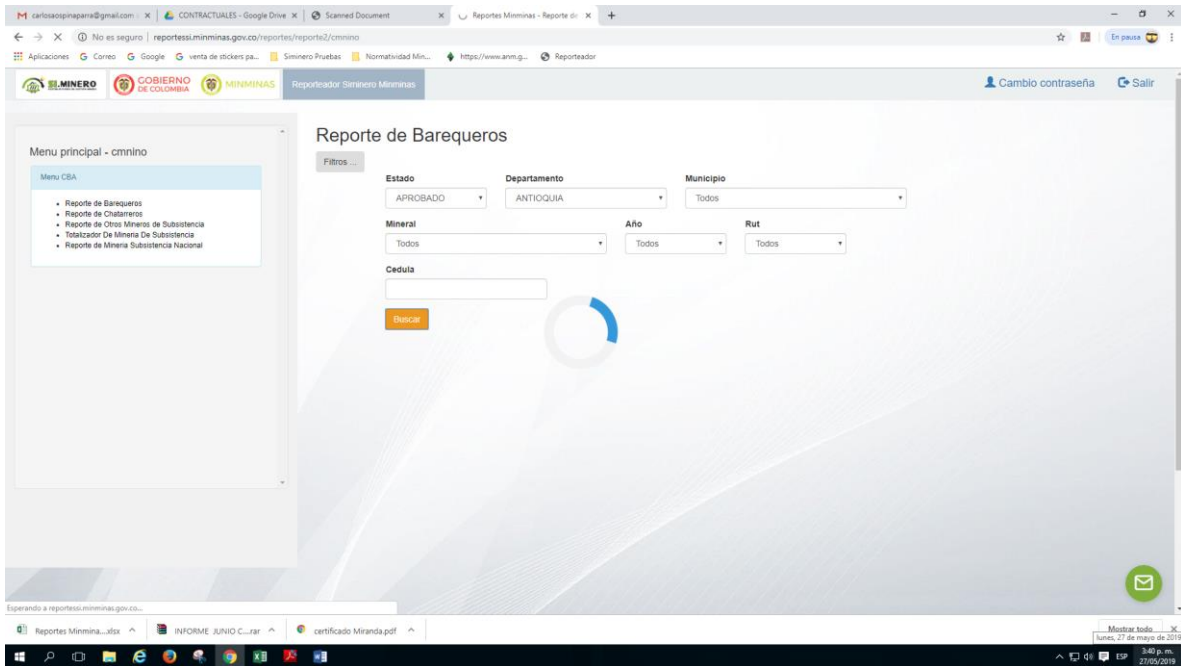 carlosaospinaparra@gmail.com
CONTRACTUALES - Google Drive
Scanned Document
Reportes Minminas - Reporte de
No es seguro | reportessi.minminas.gov.co/reportes/reporte2/cmnino
En pausa
Aplicaciones Correo Google venta de stickers pa... Siminero Pruebas Normatividad Min... https://www.anm.g... Reporteador
SI.MINERO
GOBIERNO DE COLOMBIA
MINMINAS
Reporteador Siminero Minminas
Cambio contraseña
Salir
Menu principal - cmnino
Menu CBA
Reporte de Barequeros
Reporte de Chatarreros
Reporte de Otros Mineros de Subsistencia
Totalizador De Mineria De Subsistencia
Reporte de Mineria Subsistencia Nacional
Reporte de Barequeros
Filtros ...
Estado Departamento Municipio
APROBADO ANTIOQUIA Todos
Mineral Año Rut
Todos Todos Todos
Cedula
Buscar
Esperando a reportessi.minminas.gov.co...
Reportes Minmina....xlsx
INFORME JUNIO C....rar
certificado Miranda.pdf
Mostrar todo
lunes, 27 de mayo de 2019
ESP
3:40 p. m.
27/05/2019